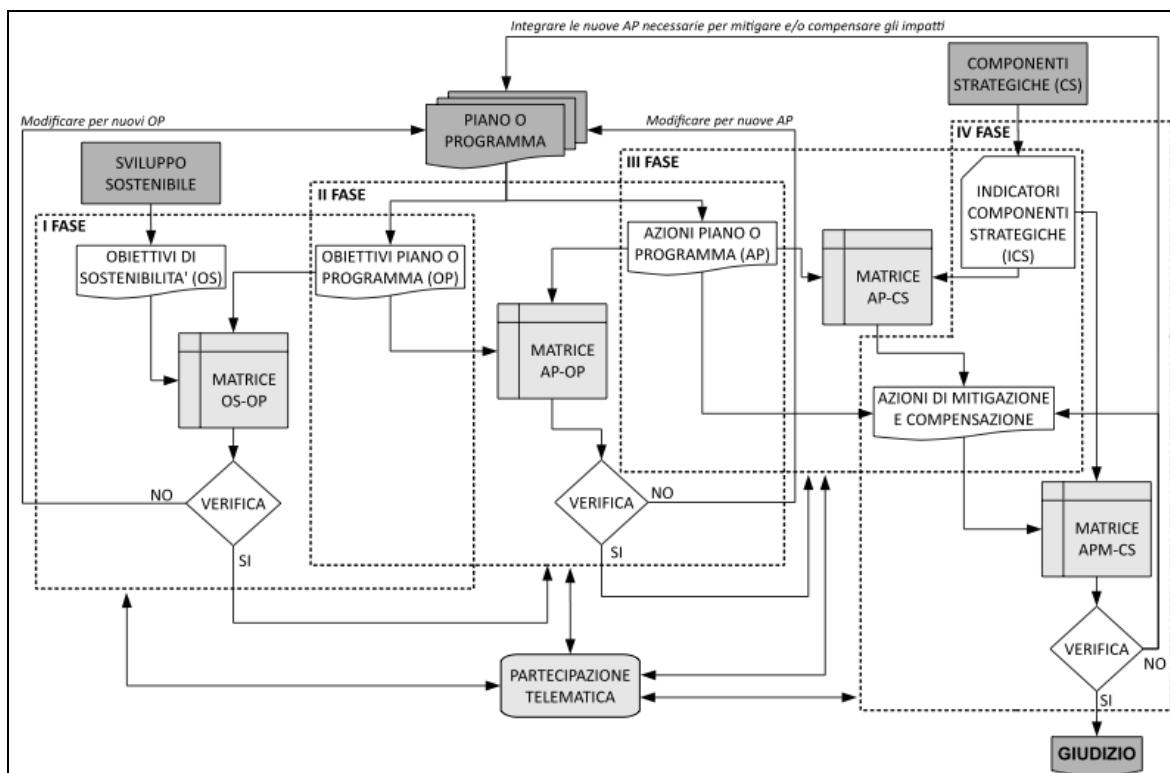 Integrare le nuove AP necessarie per mitigare e/o compensare gli impatti
COMPONENTI
STRATEGICHE (CS)
Modificare per nuovi OP
PIANO O
PROGRAMMA
Modificare per nuove AP
SVILUPPO
SOSTENIBILE
I FASE
II FASE
III FASE
IV FASE
OBIETTIVI DI
SOSTENIBILITA' (OS)
OBIETTIVI PIANO O
PROGRAMMA (OP)
AZIONI PIANO O
PROGRAMMA (AP)
INDICATORI
COMPONENTI
STRATEGICHE
(ICS)
MATRICE
AP-CS
MATRICE
OS-OP
MATRICE
AP-OP
AZIONI DI MITIGAZIONE
E COMPENSAZIONE
VERIFICA
NO
SI
VERIFICA
NO
SI
MATRICE
APM-CS
VERIFICA
NO
SI
PARTECIPAZIONE
TELEMATICA
GIUDIZIO